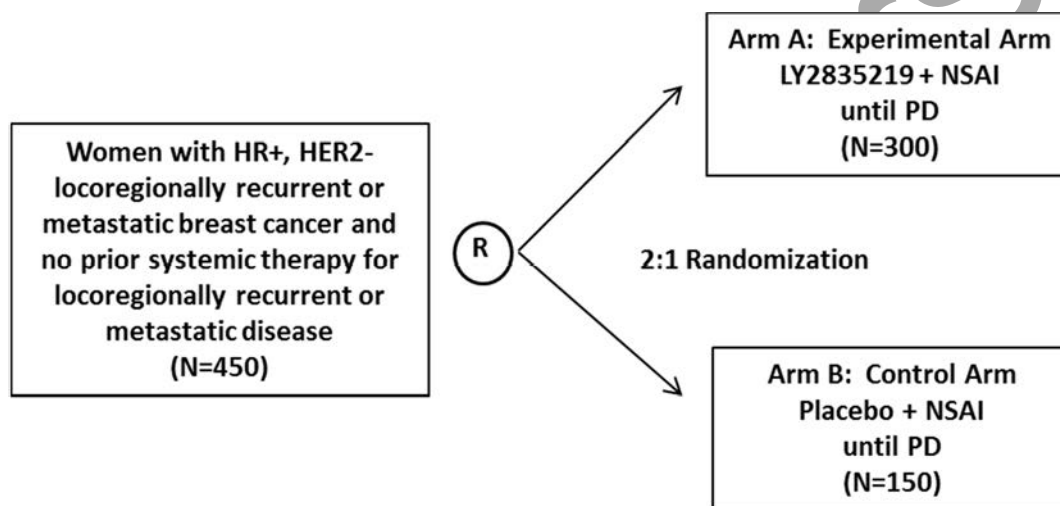 Women with HR+, HER2-
locoregionally recurrent or
metastatic breast cancer and
no prior systemic therapy for
locoregionally recurrent or
metastatic disease
(N=450)
R
Arm A: Experimental Arm
LY2835219 + NSAI
until PD
(N=300)
2:1 Randomization
Arm B: Control Arm
Placebo + NSAI
until PD
(N=150)